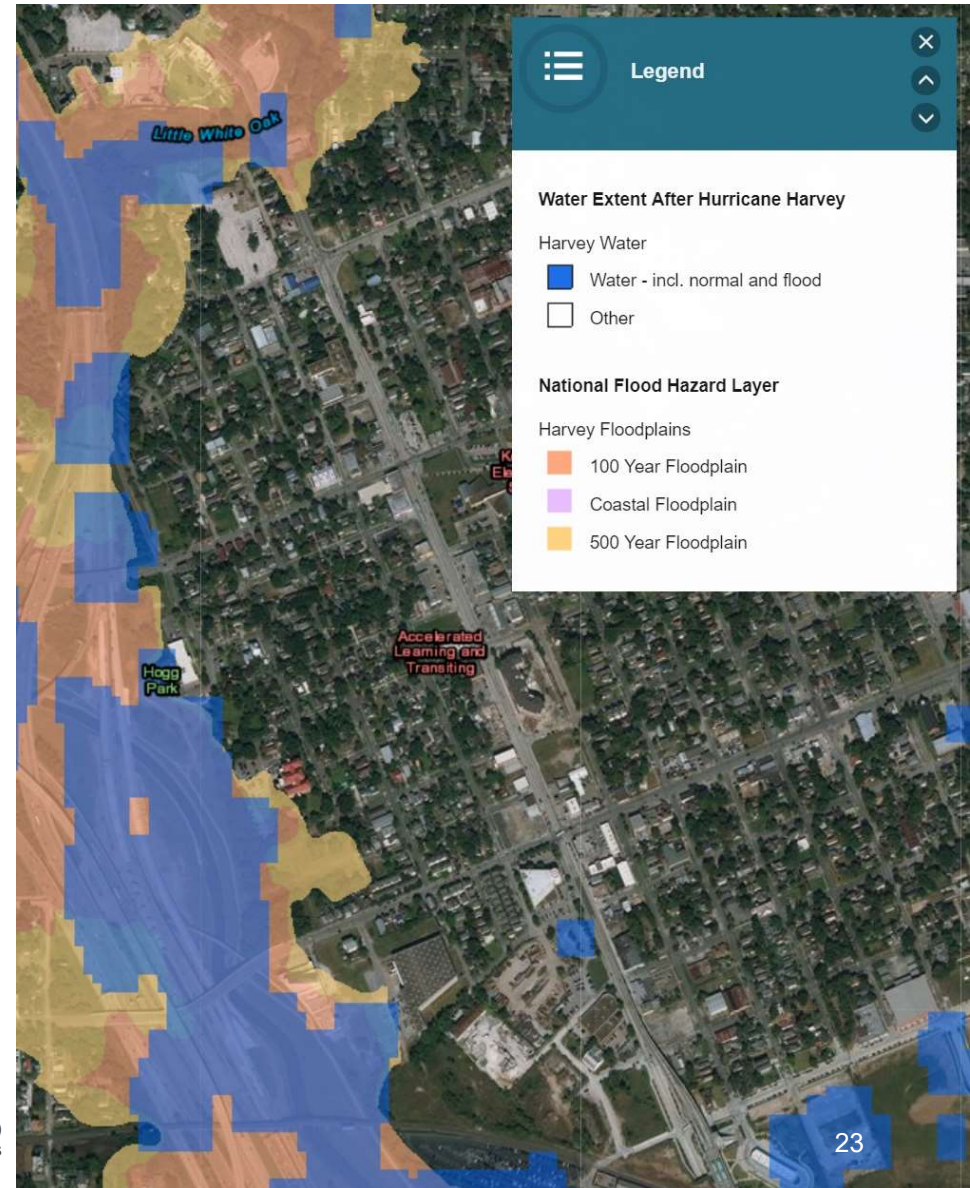 Legend
Little White Oak
Water Extent After Hurricane Harvey
Harvey Water
Water - incl. normal and flood
Other
National Flood Hazard Layer
Harvey Floodplains
100 Year Floodplain
Coastal Floodplain
500 Year Floodplain
Accelerated
Learning and
Transiting
Hogg
Park
23